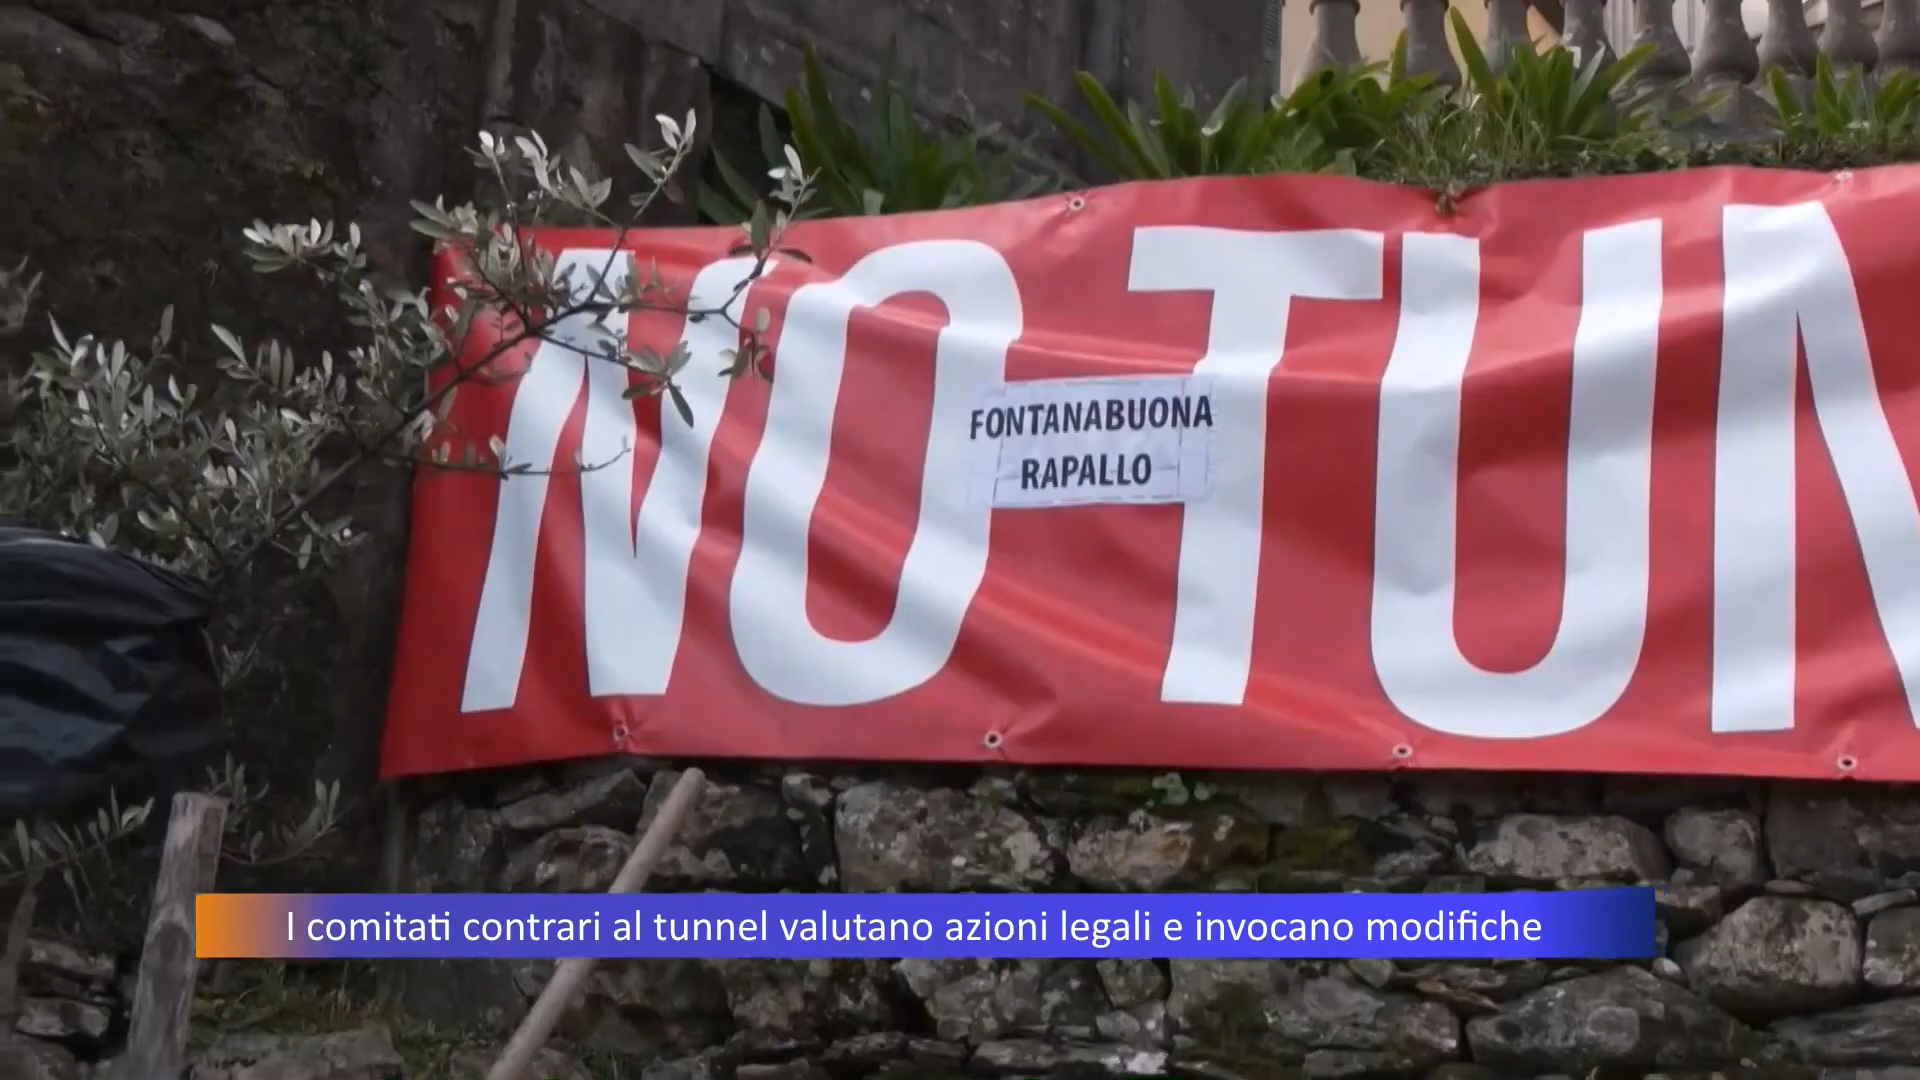 NO TUN
FONTANABUONA
RAPALLO
I comitati contrari al tunnel valutano azioni legali e invocano modifiche